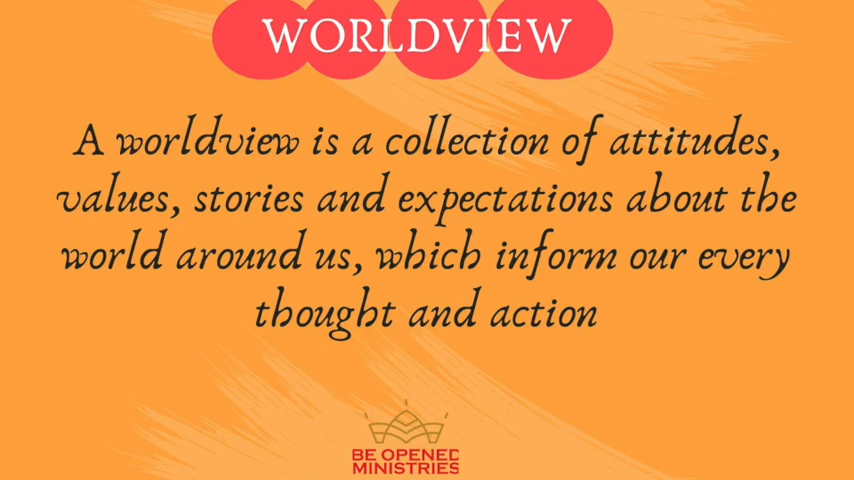 WORLDVIEW
A worldview is a collection of attitudes,
values, stories and expectations about the
world around us, which inform our every
thought and action
BE OPENED
MINISTRIES